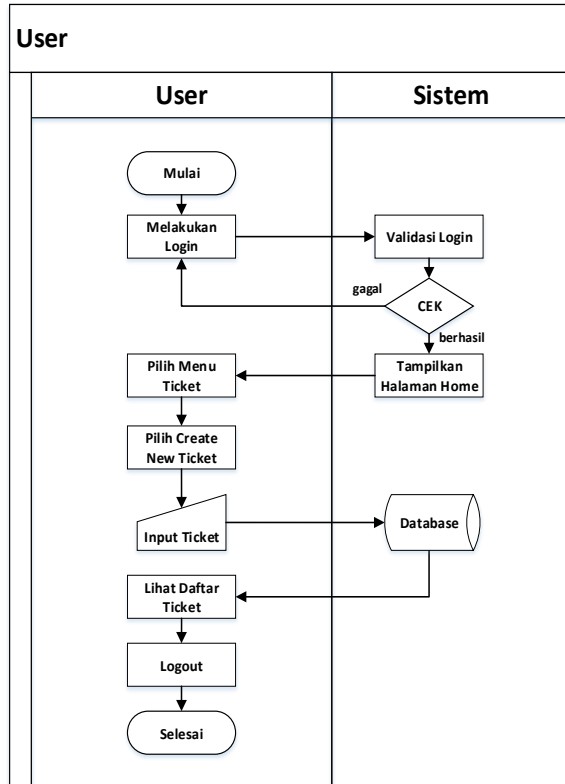 User
User
Sistem
Mulai
Melakukan
Login
Validasi Login
gagal
CEK
berhasil
Pilih Menu
Ticket
Tampilkan
Halaman Home
Pilih Create
New Ticket
Input Ticket
Database
Lihat Daftar
Ticket
Logout
Selesai